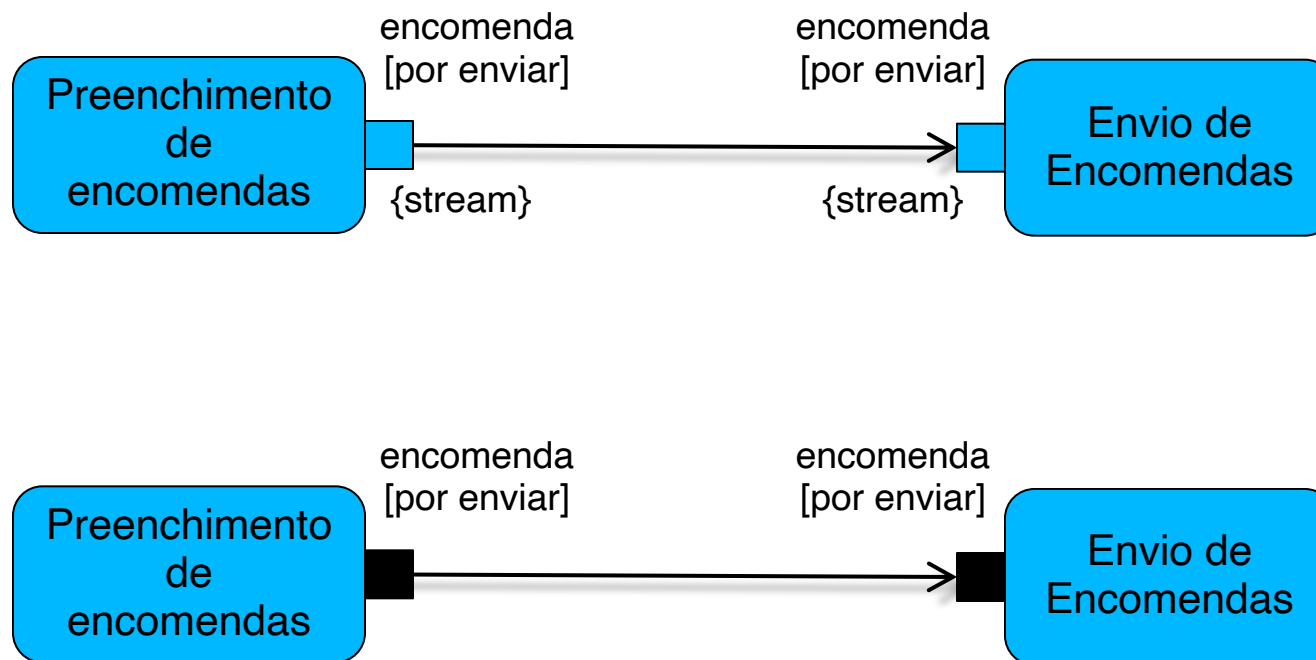 encomenda
[por enviar]
encomenda
[por enviar]
Preenchimento
de
encomendas
Envio de
Encomendas
{stream}
{stream}
encomenda
[por enviar]
encomenda
[por enviar]
Preenchimento
de
encomendas
Envio de
Encomendas